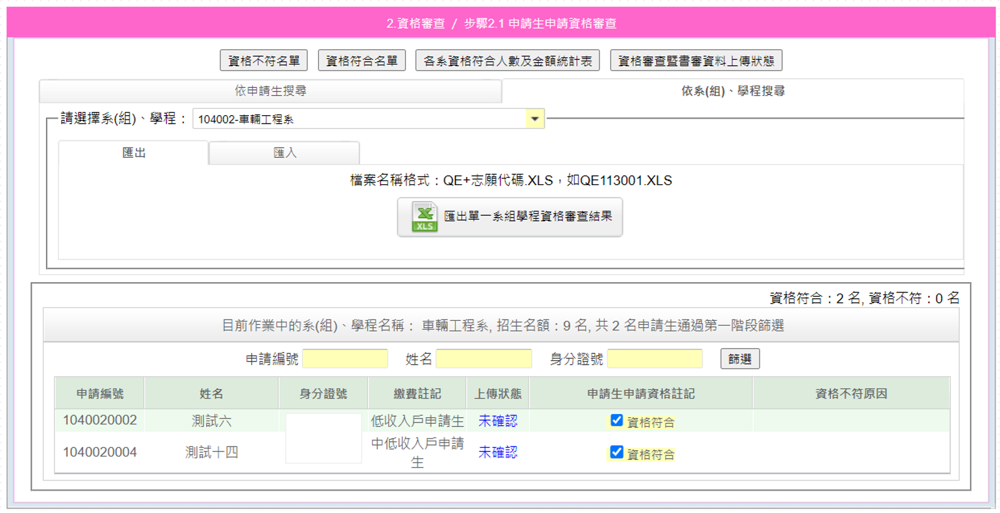 2.資格審查 / 步驟2.1 申請生申請資格審查
資格不符名單 資格符合名單 各系資格符合人數及金額統計表 資格審查暨書審資料上傳狀態
依申請生搜尋 依系(組)、學程搜尋
請選擇系(組)、學程： 104002-車輛工程系
匯出 匯入
檔案名稱格式：QE+志願代碼.XLS，如QE113001.XLS
XLS 匯出單一系組學程資格審查結果
資格符合：2 名, 資格不符：0 名
目前作業中的系(組)、學程名稱： 車輛工程系, 招生名額：9 名, 共 2 名申請生通過第一階段篩選
申請編號 姓名 身分證號 篩選
申請編號 姓名 身分證號 繳費註記 上傳狀態 申請生申請資格註記 資格不符原因
1040020002 測試六 低收入戶申請生 未確認 資格符合
1040020004 測試十四 中低收入戶申請生 未確認 資格符合